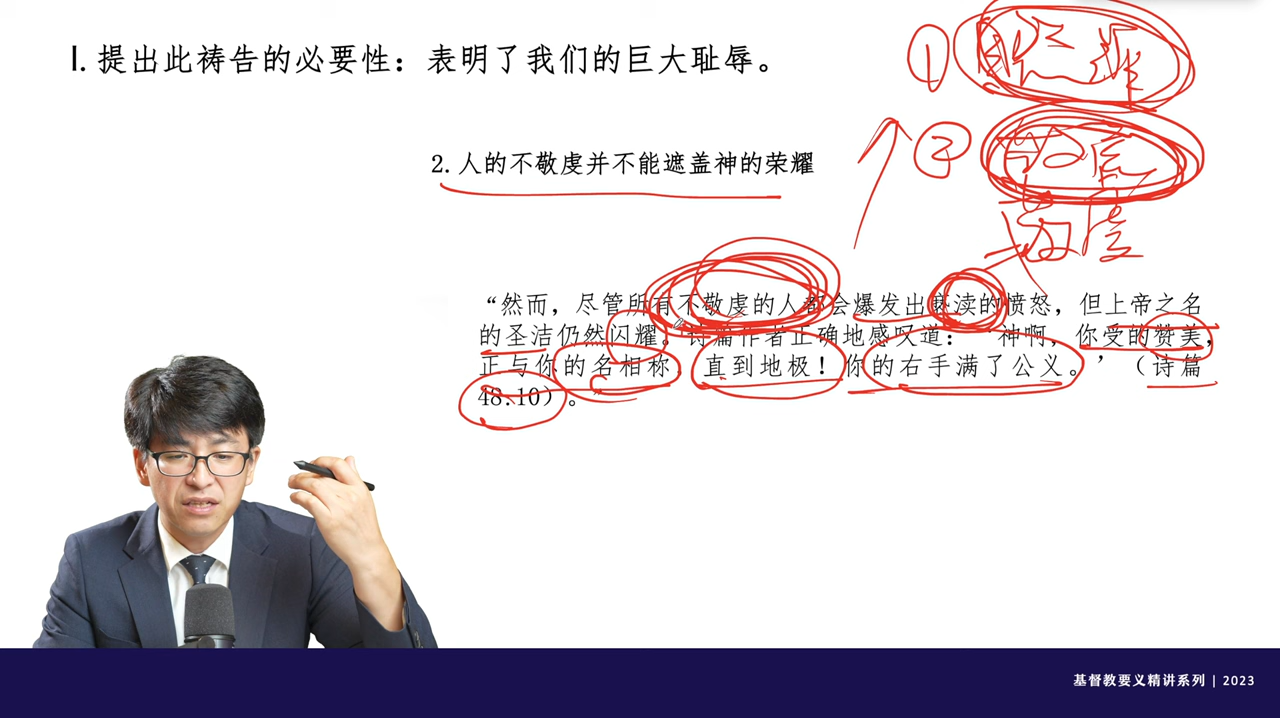 I.提出此祷告的必要性：表明了我们的巨大耻辱。
①
②
2.人的不敬虔并不能遮盖神的荣耀
“然而，尽管所有不敬虔的人都会爆发出亵渎的愤怒，但上帝之名
的圣洁仍然闪耀。诗篇作者正确地感叹道：‘神啊，你受的赞美，
正与你的名相称，直到地极！你的右手满了公义。’（诗篇
48:10）。”
基督教要义精讲系列 | 2023